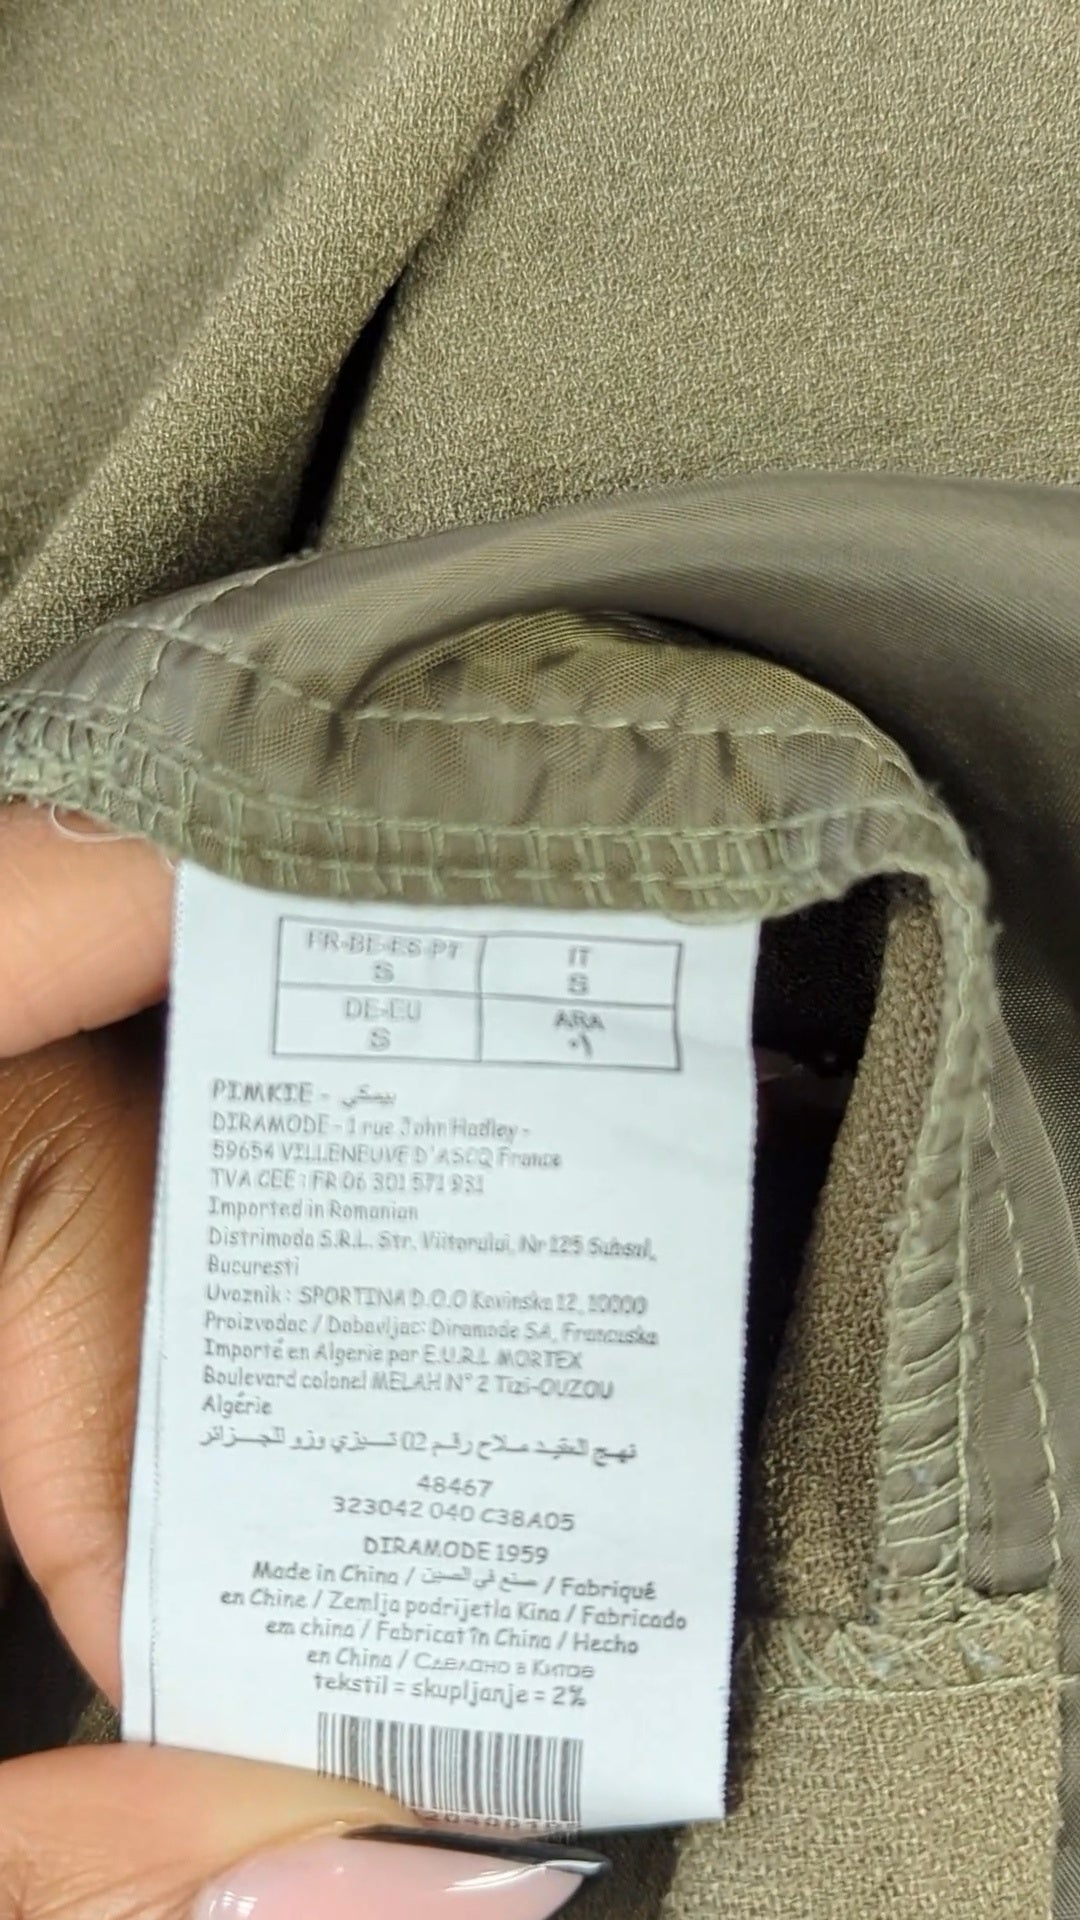 FR-BE-ES-PT
S
IT
S
DE-EU
S
ARA
٠٩
PIMKIE - بيمكي
DIRAMODE - 1 rue John Hadley -
59654 VILLENEUVE D'ASCQ France
TVA CEE : FR 06 301 571 931
Imported in Romanian
Distrimoda S.R.L. Str. Viitorului, Nr 125 Subsul,
Bucuresti
Uvoznik : SPORTINA D.O.O Kovinska 12, 10000
Proizvodac / Dobavljac: Diramode SA, Francuska
Importé en Algerie par E.U.R.L MORTEX
Boulevard colonel MELAH N° 2 Tizi-OUZOU
Algérie
نهج العقيد ملاح رقم 02 تيزي وزو الجزائر
48467
323042 040 C38A05
DIRAMODE 1959
Made in China / صنع في الصين / Fabriqué
en Chine / Zemlja podrijetla Kina / Fabricado
em china / Fabricat în China / Hecho
en China / Сделано в Китае
tekstil = skupljanje = 2%